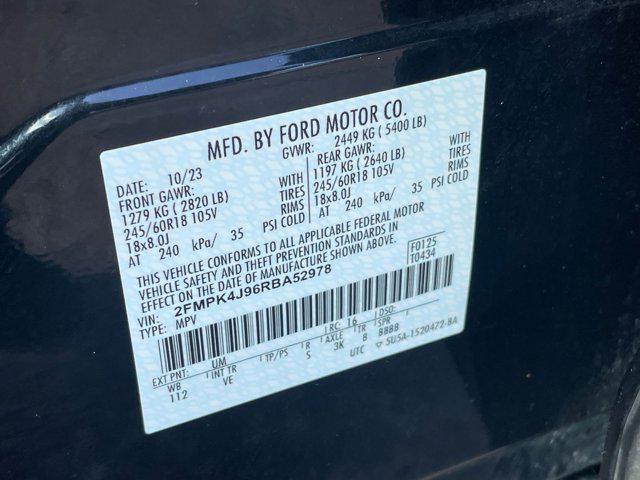 MFD. BY FORD MOTOR CO.
DATE: 10/23 GVWR: 2449 KG ( 5400 LB)
FRONT GAWR: REAR GAWR:
1279 KG ( 2820 LB) WITH 1197 KG ( 2640 LB) WITH
245/60R18 105V TIRES 245/60R18 105V TIRES
18x8.0J RIMS 18x8.0J RIMS
AT 240 kPa/ 35 PSI COLD AT 240 kPa/ 35 PSI COLD
THIS VEHICLE CONFORMS TO ALL APPLICABLE FEDERAL MOTOR
VEHICLE SAFETY AND THEFT PREVENTION STANDARDS IN
EFFECT ON THE DATE OF MANUFACTURE SHOWN ABOVE.
VIN: 2FMPK4J96RBA52978 F0125
TYPE: MPV T0434
EXT PNT: UM RC: 16 DSO:
WB INT TR TP/PS R AXLE TR SPR
112 VE S 3K B BBBB
UTC 5U5A-1520472-BA